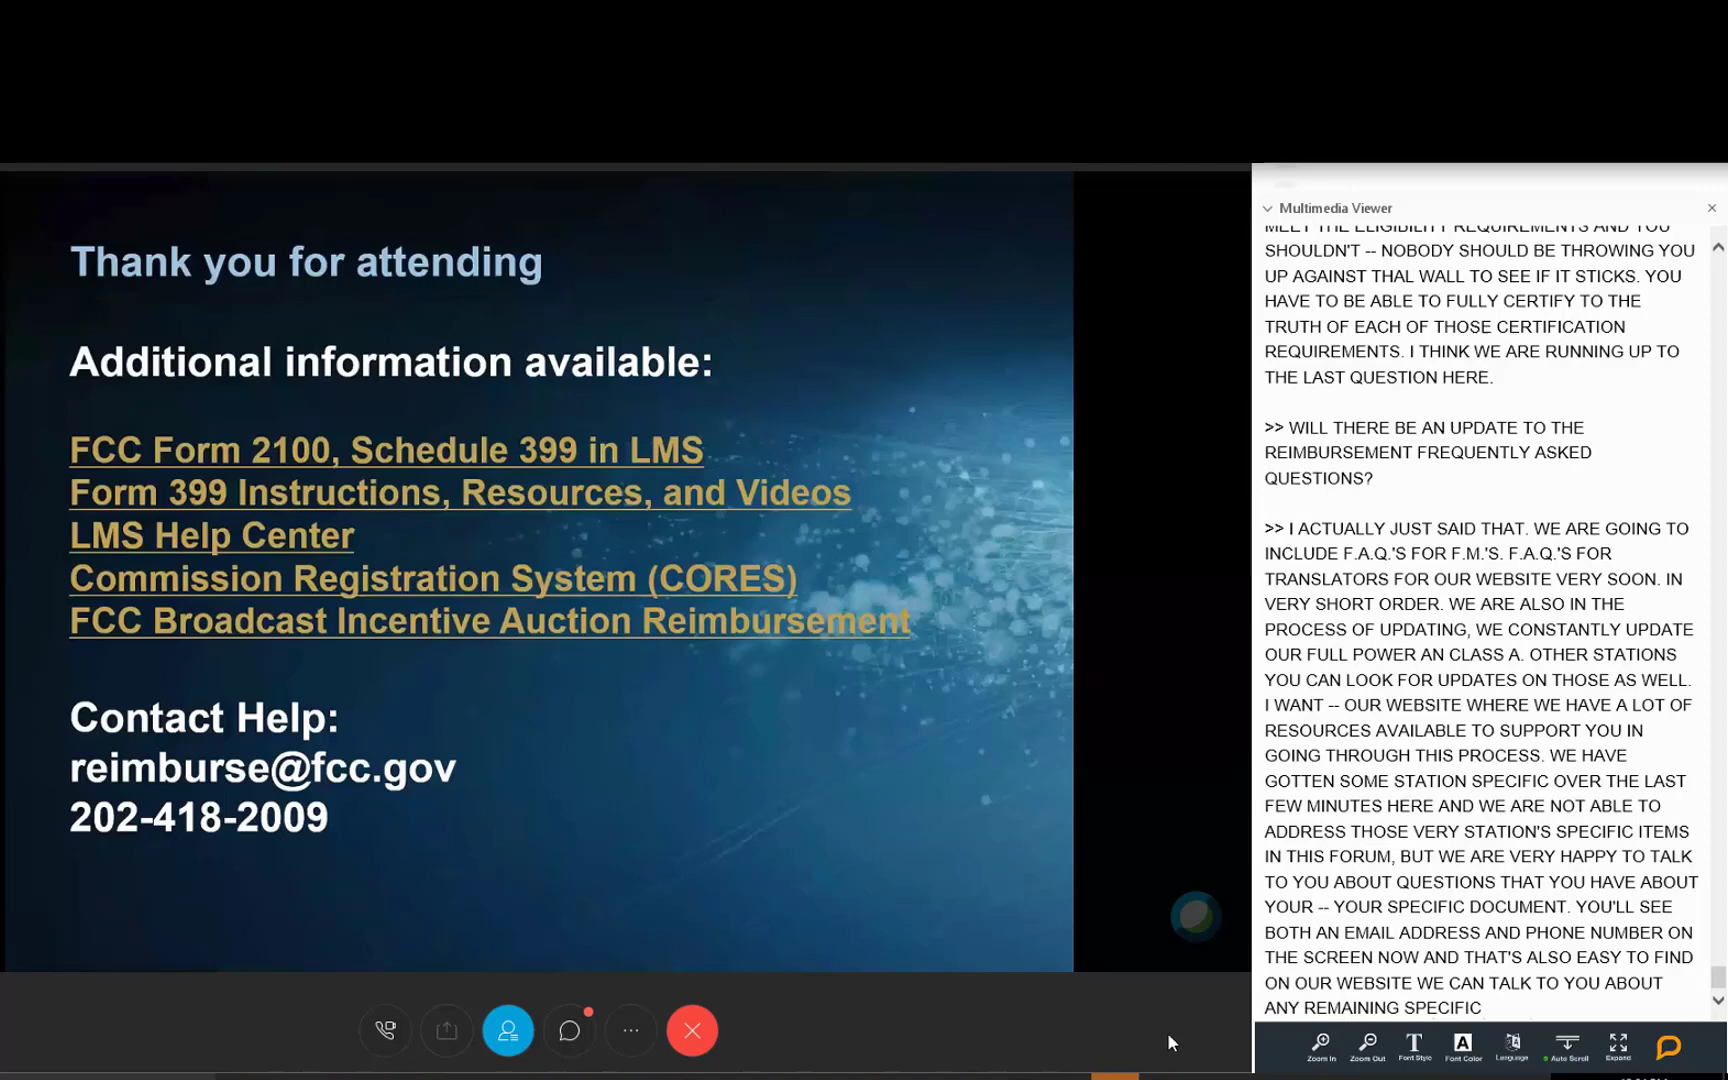 Thank you for attending
Additional information available:
FCC Form 2100, Schedule 399 in LMS
Form 399 Instructions, Resources, and Videos
LMS Help Center
Commission Registration System (CORES)
FCC Broadcast Incentive Auction Reimbursement
Contact Help:
reimburse@fcc.gov
202-418-2009
Multimedia Viewer
MEET THE ELIGIBILITY REQUIREMENTS AND YOU
SHOULDN'T -- NOBODY SHOULD BE THROWING YOU
UP AGAINST THAL WALL TO SEE IF IT STICKS. YOU
HAVE TO BE ABLE TO FULLY CERTIFY TO THE
TRUTH OF EACH OF THOSE CERTIFICATION
REQUIREMENTS. I THINK WE ARE RUNNING UP TO
THE LAST QUESTION HERE.
>> WILL THERE BE AN UPDATE TO THE
REIMBURSEMENT FREQUENTLY ASKED
QUESTIONS?
>> I ACTUALLY JUST SAID THAT. WE ARE GOING TO
INCLUDE F.A.Q.'S FOR F.M.'S. F.A.Q.'S FOR
TRANSLATORS FOR OUR WEBSITE VERY SOON. IN
VERY SHORT ORDER. WE ARE ALSO IN THE
PROCESS OF UPDATING, WE CONSTANTLY UPDATE
OUR FULL POWER AN CLASS A. OTHER STATIONS
YOU CAN LOOK FOR UPDATES ON THOSE AS WELL.
I WANT -- OUR WEBSITE WHERE WE HAVE A LOT OF
RESOURCES AVAILABLE TO SUPPORT YOU IN
GOING THROUGH THIS PROCESS. WE HAVE
GOTTEN SOME STATION SPECIFIC OVER THE LAST
FEW MINUTES HERE AND WE ARE NOT ABLE TO
ADDRESS THOSE VERY STATION'S SPECIFIC ITEMS
IN THIS FORUM, BUT WE ARE VERY HAPPY TO TALK
TO YOU ABOUT QUESTIONS THAT YOU HAVE ABOUT
YOUR -- YOUR SPECIFIC DOCUMENT. YOU'LL SEE
BOTH AN EMAIL ADDRESS AND PHONE NUMBER ON
THE SCREEN NOW AND THAT'S ALSO EASY TO FIND
ON OUR WEBSITE WE CAN TALK TO YOU ABOUT
ANY REMAINING SPECIFIC
Zoom In Zoom Out Font Style Font Color Language Auto Scroll Expand